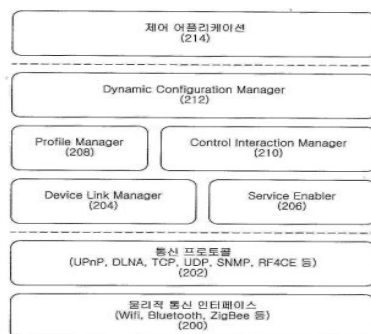 제어 어플리케이션
(214)
Dynamic Configuration Manager
(212)
Profile Manager
(208)
Control Interaction Manager
(210)
Device Link Manager
(204)
Service Enabler
(206)
통신 프로토콜
(UPnP, DLNA, TCP, UDP, SNMP, RF4CE 등)
(202)
물리적 통신 인터페이스
(Wifi, Bluetooth, ZigBee 등)
(200)